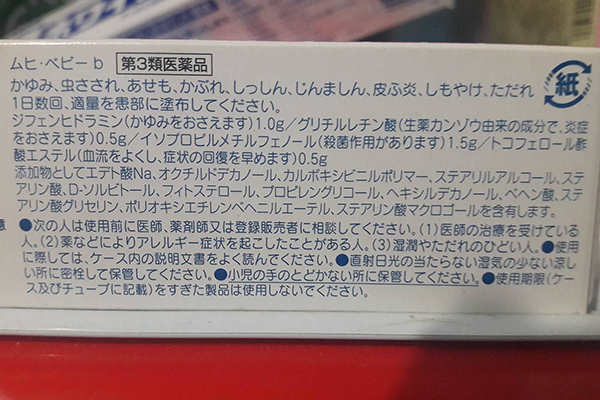 ムヒ・ベビーb 第3類医薬品
かゆみ、虫さされ、あせも、かぶれ、しっしん、じんましん、皮ふ炎、しもやけ、ただれ
紙
1日数回、適量を患部に塗布してください。
ジフェンヒドラミン(かゆみをおさえます)1.0g/グリチルレチン酸(生薬カンゾウ由来の成分で、炎症
をおさえます)0.5g/イソプロピルメチルフェノール(殺菌作用があります)1.5g/トコフェロール酢
酸エステル(血流をよくし、症状の回復を早めます)0.5g
添加物としてエデト酸Na、オクチルドデカノール、カルボキシビニルポリマー、ステアリルアルコール、ステ
アリン酸、D-ソルビトール、フィトステロール、プロピレングリコール、ヘキシルデカノール、ベヘン酸、ステ
アリン酸グリセリン、ポリオキシエチレンベヘニルエーテル、ステアリン酸マクロゴールを含有します。
●次の人は使用前に医師、薬剤師又は登録販売者に相談してください。(1)医師の治療を受けている
人。(2)薬などによりアレルギー症状を起こしたことがある人。(3)湿潤やただれのひどい人。●使用
に際しては、ケース内の説明文書をよく読んでください。●直射日光の当たらない湿気の少ない涼し
い所に密栓して保管してください。●小児の手のとどかない所に保管してください。●使用期限(ケー
ス及びチューブに記載)をすぎた製品は使用しないでください。